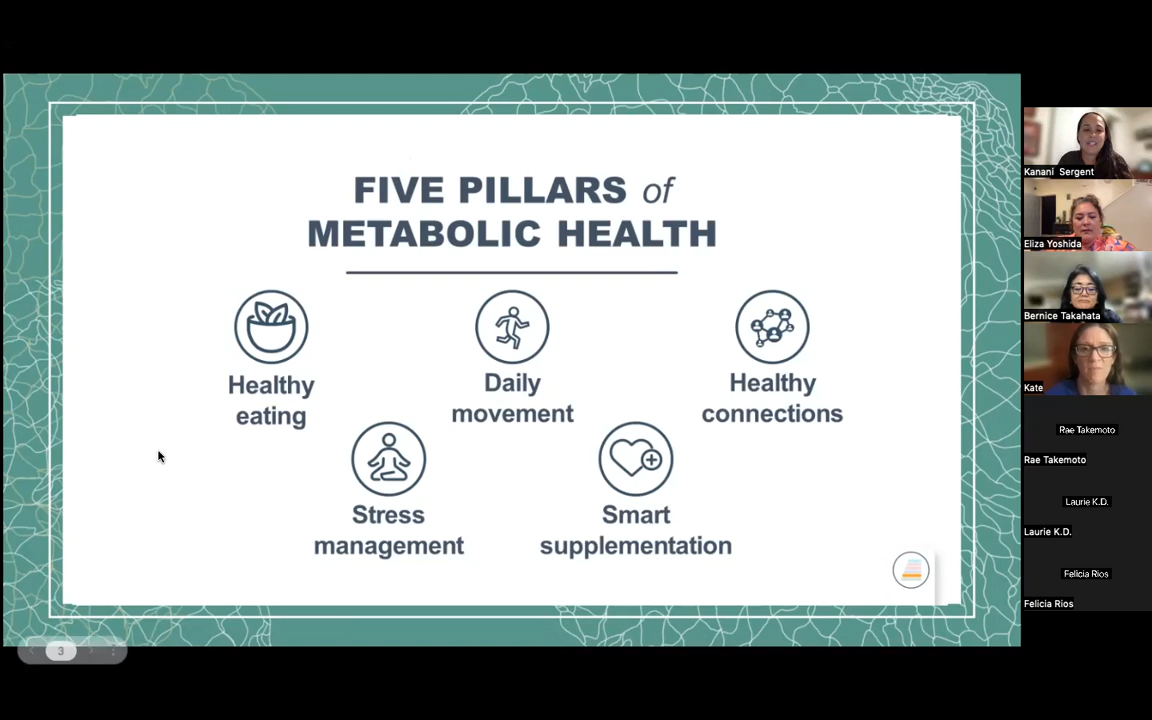 FIVE PILLARS of
METABOLIC HEALTH
Healthy
eating
Daily
movement
Healthy
connections
Stress
management
Smart
supplementation
3
Kanani Sergent
Eliza Yoshida
Bernice Takahata
Kate
Rae Takemoto
Rae Takemoto
Laurie K.D.
Laurie K.D.
Felicia Rios
Felicia Rios